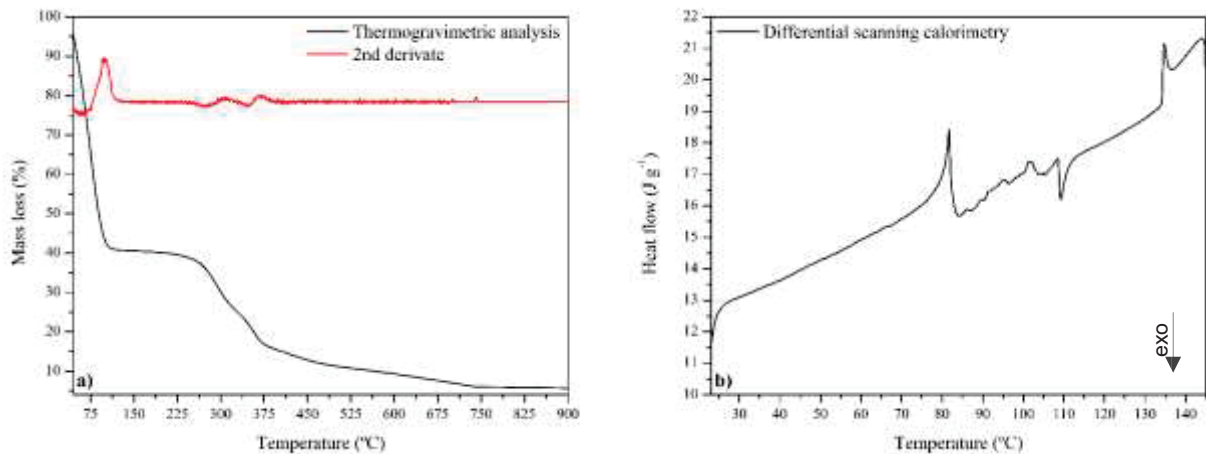 100
90
80
70
60
50
40
30
20
10
Mass loss (%)
Thermogravimetric analysis
2nd derivate
a)
75 150 225 300 375 450 525 600 675 750 825 900
Temperature (ºC)
22
21
20
19
18
17
16
15
14
13
12
11
10
Heat flow (J g⁻¹)
Differential scanning calorimetry
exo
b)
30 40 50 60 70 80 90 100 110 120 130 140
Temperature (ºC)